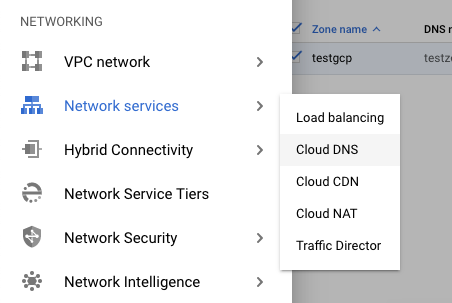 NETWORKING
VPC network
Network services
Hybrid Connectivity
Network Service Tiers
Network Security
Network Intelligence
Load balancing
Cloud DNS
Cloud CDN
Cloud NAT
Traffic Director
Zone name DNS
testgcp